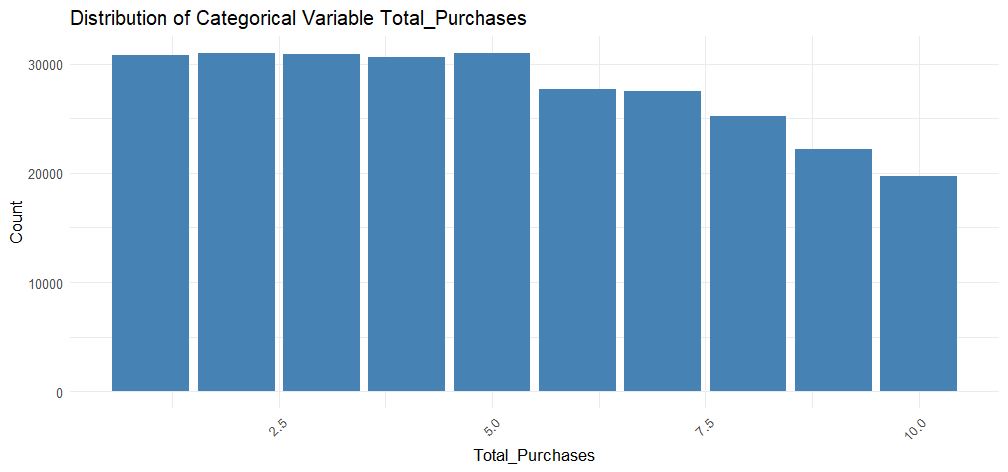 Distribution of Categorical Variable Total_Purchases
Count
30000
20000
10000
0
2.5
5.0
7.5
10.0
Total_Purchases